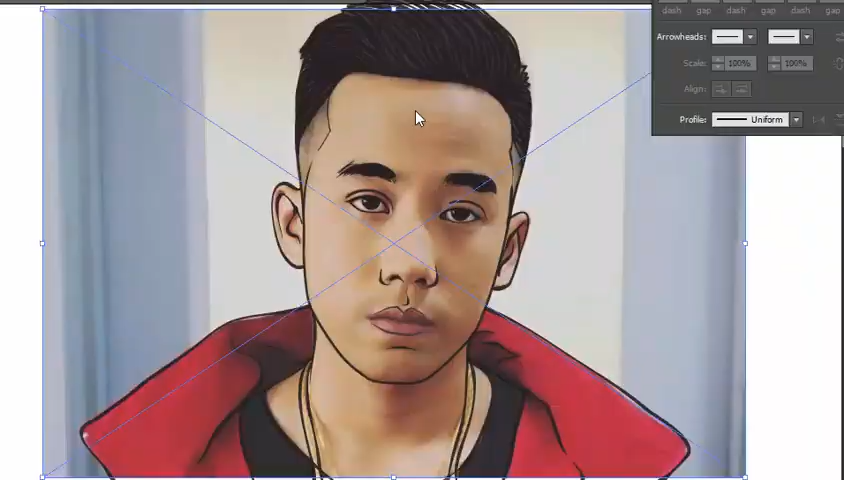 dash gap dash gap dash gap
Arrowheads:
Scale: 100% 100%
Align:
Profile: Uniform